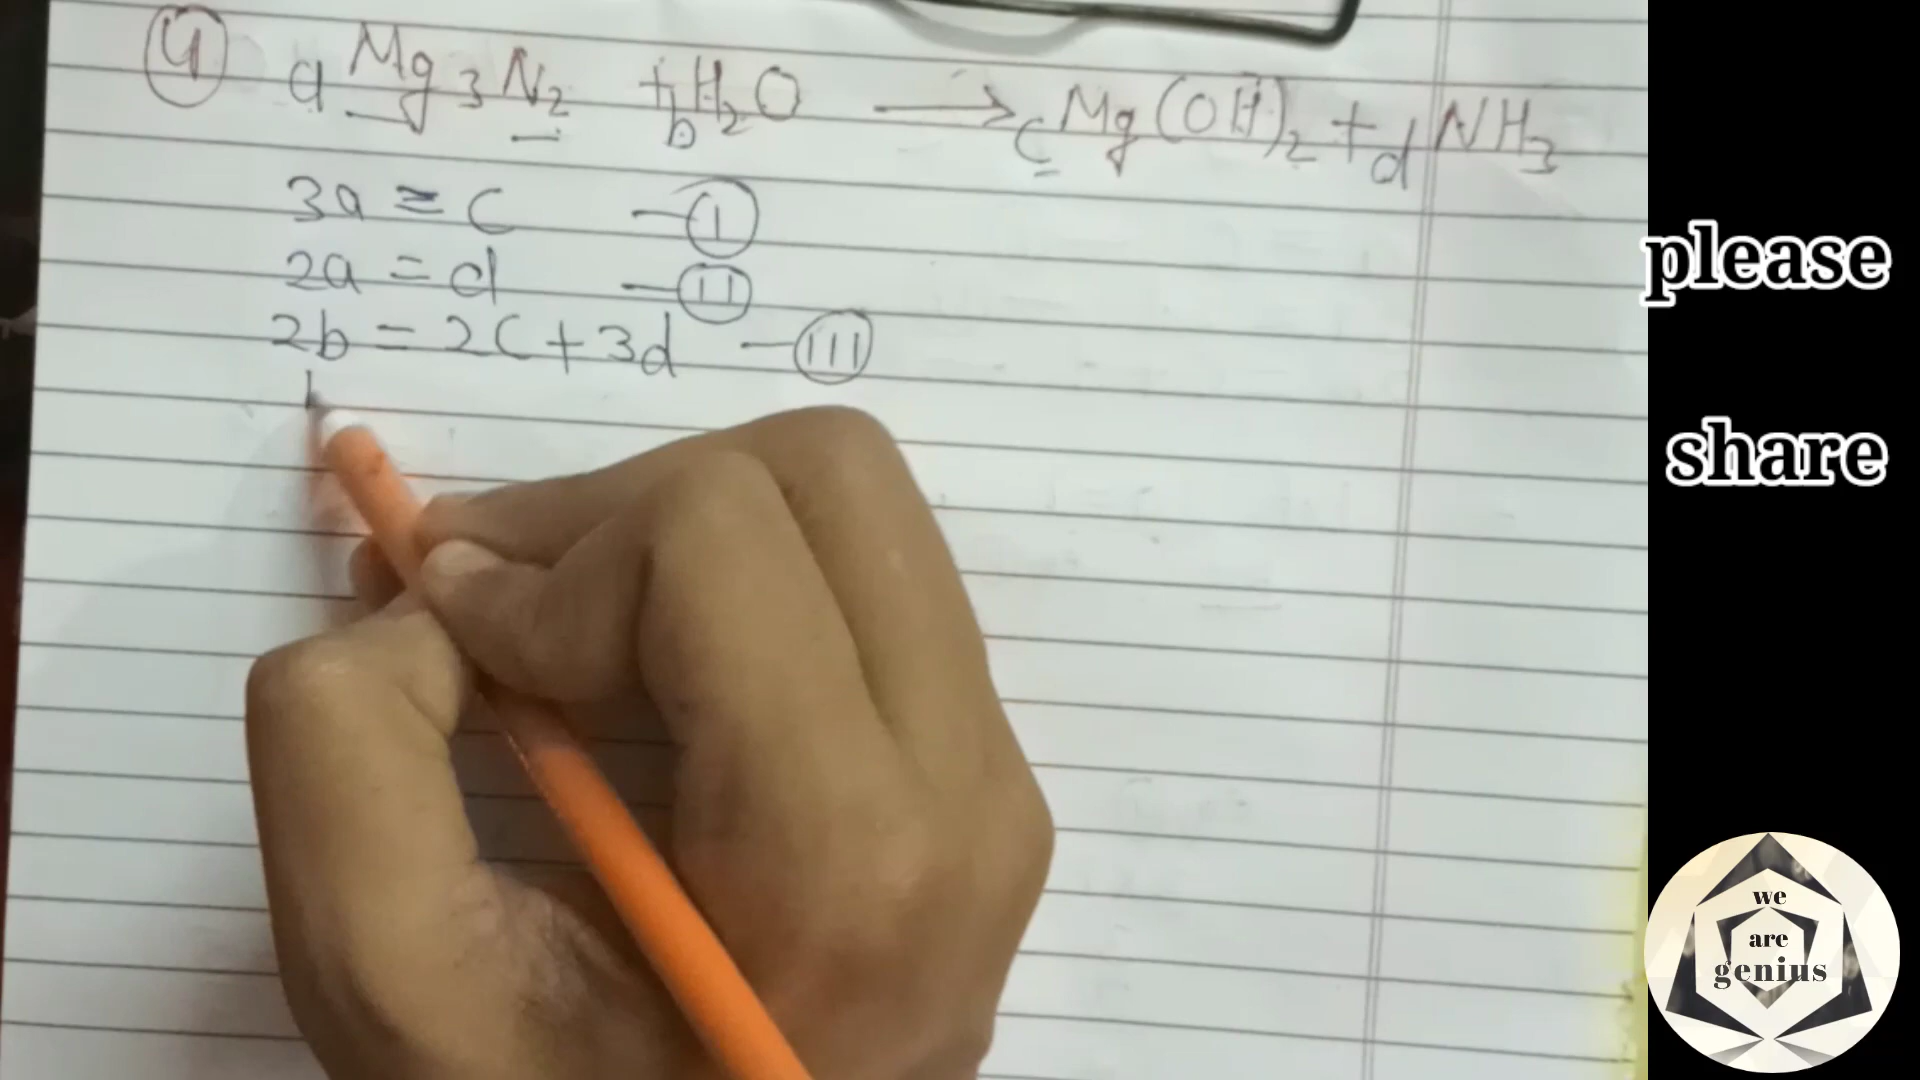 4 a Mg3N2 + b H2O → c Mg(OH)2 + d NH3
3a = c —I
2a = d —II
2b = 2c + 3d —III
please
share
we
are
genius